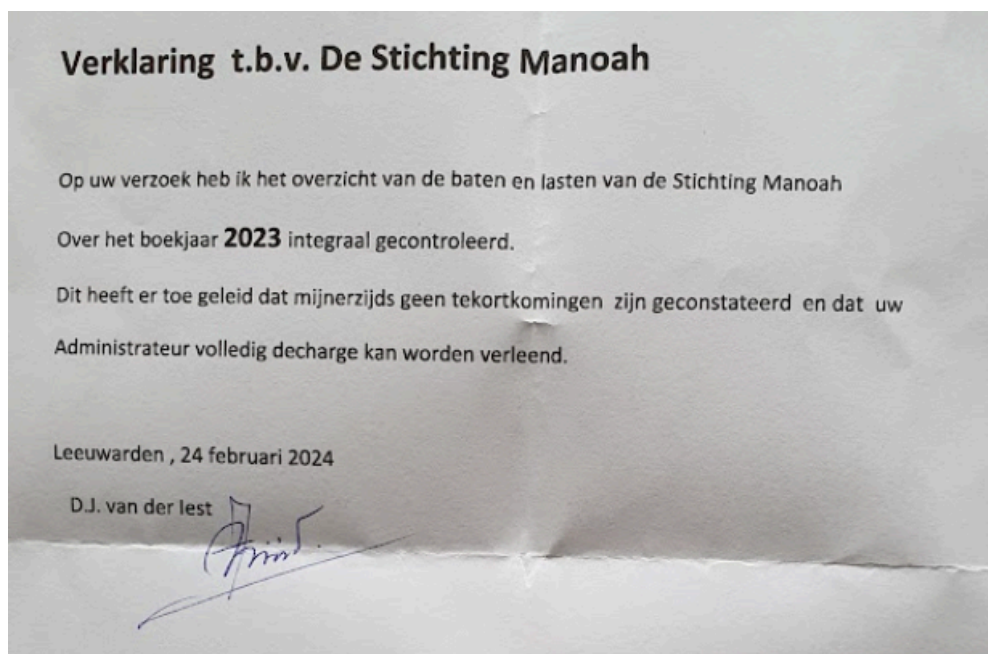 Verklaring t.b.v. De Stichting Manoah
Op uw verzoek heb ik het overzicht van de baten en lasten van de Stichting Manoah
Over het boekjaar 2023 integraal gecontroleerd.
Dit heeft er toe geleid dat mijnerzijds geen tekortkomingen zijn geconstateerd en dat uw
Administrateur volledig decharge kan worden verleend.
Leeuwarden , 24 februari 2024
D.J. van der Iest